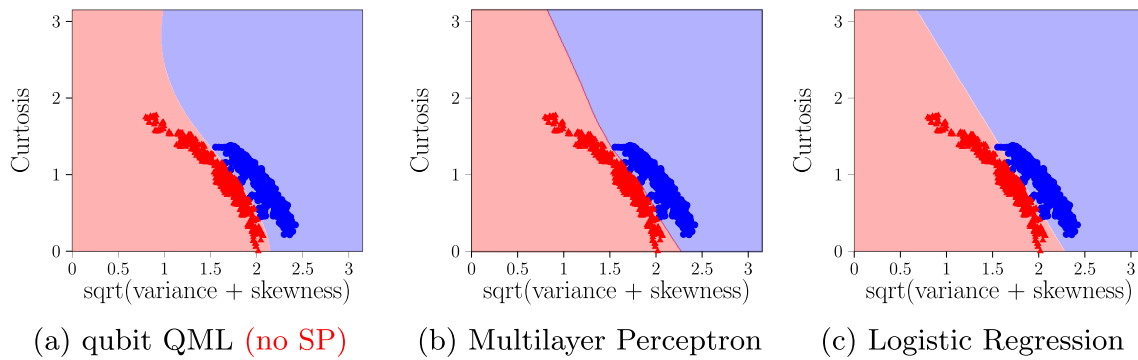 3
2
1
0
Curtosis
0 0.5 1 1.5 2 2.5 3
sqrt(variance + skewness)
(a) qubit QML (no SP)
3
2
1
0
Curtosis
0 0.5 1 1.5 2 2.5 3
sqrt(variance + skewness)
(b) Multilayer Perceptron
3
2
1
0
Curtosis
0 0.5 1 1.5 2 2.5 3
sqrt(variance + skewness)
(c) Logistic Regression